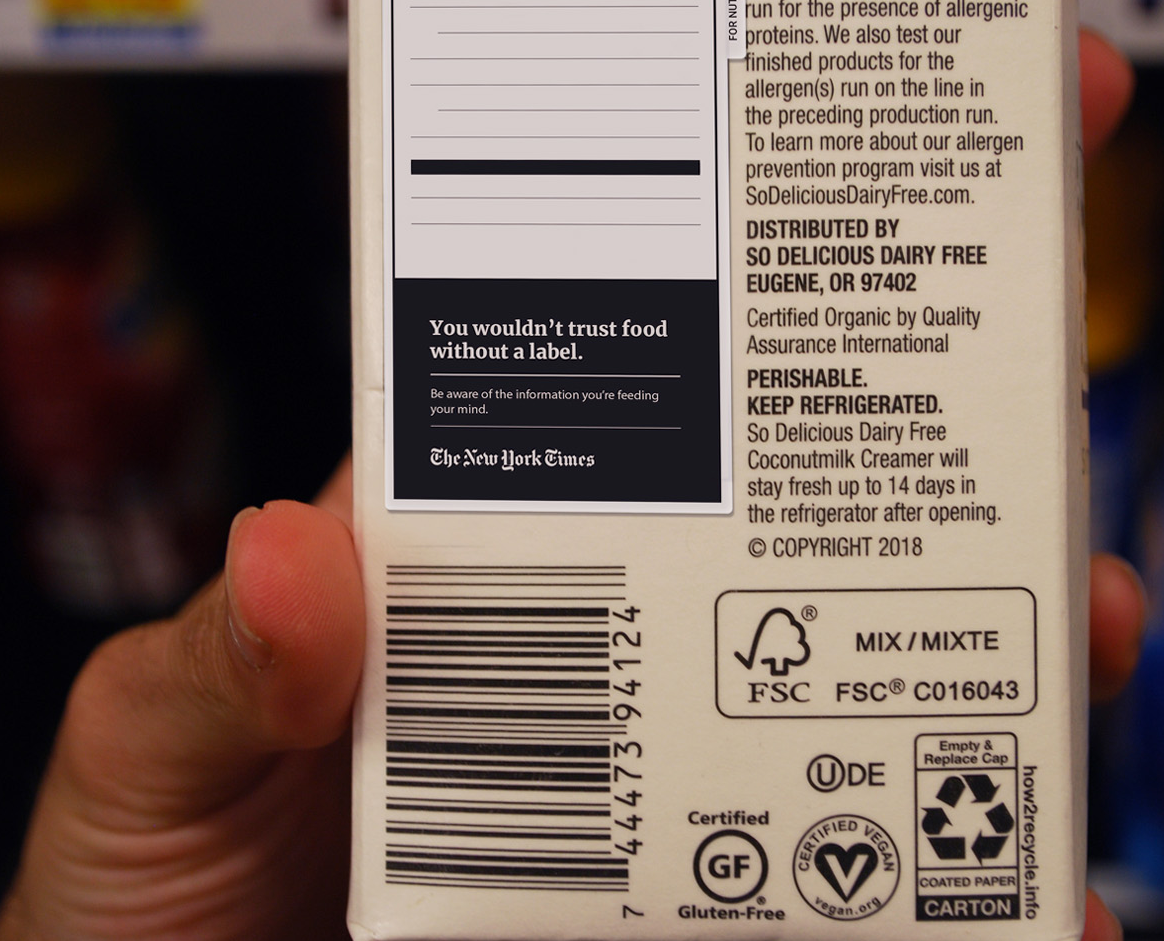 FOR NUT
run for the presence of allergenic
proteins. We also test our
finished products for the
allergen(s) run on the line in
the preceding production run.
To learn more about our allergen
prevention program visit us at
SoDeliciousDairyFree.com.
DISTRIBUTED BY
SO DELICIOUS DAIRY FREE
EUGENE, OR 97402
Certified Organic by Quality
Assurance International
PERISHABLE.
KEEP REFRIGERATED.
So Delicious Dairy Free
Coconutmilk Creamer will
stay fresh up to 14 days in
the refrigerator after opening.
© COPYRIGHT 2018
You wouldn’t trust food
without a label.
Be aware of the information you’re feeding
your mind.
The New York Times
7 44473 94124
®
MIX / MIXTE
FSC FSC® C016043
UDE
Certified
GF®
Gluten-Free
CERTIFIED VEGAN
V
vegan.org
Empty &
Replace Cap
COATED PAPER
CARTON
how2recycle.info